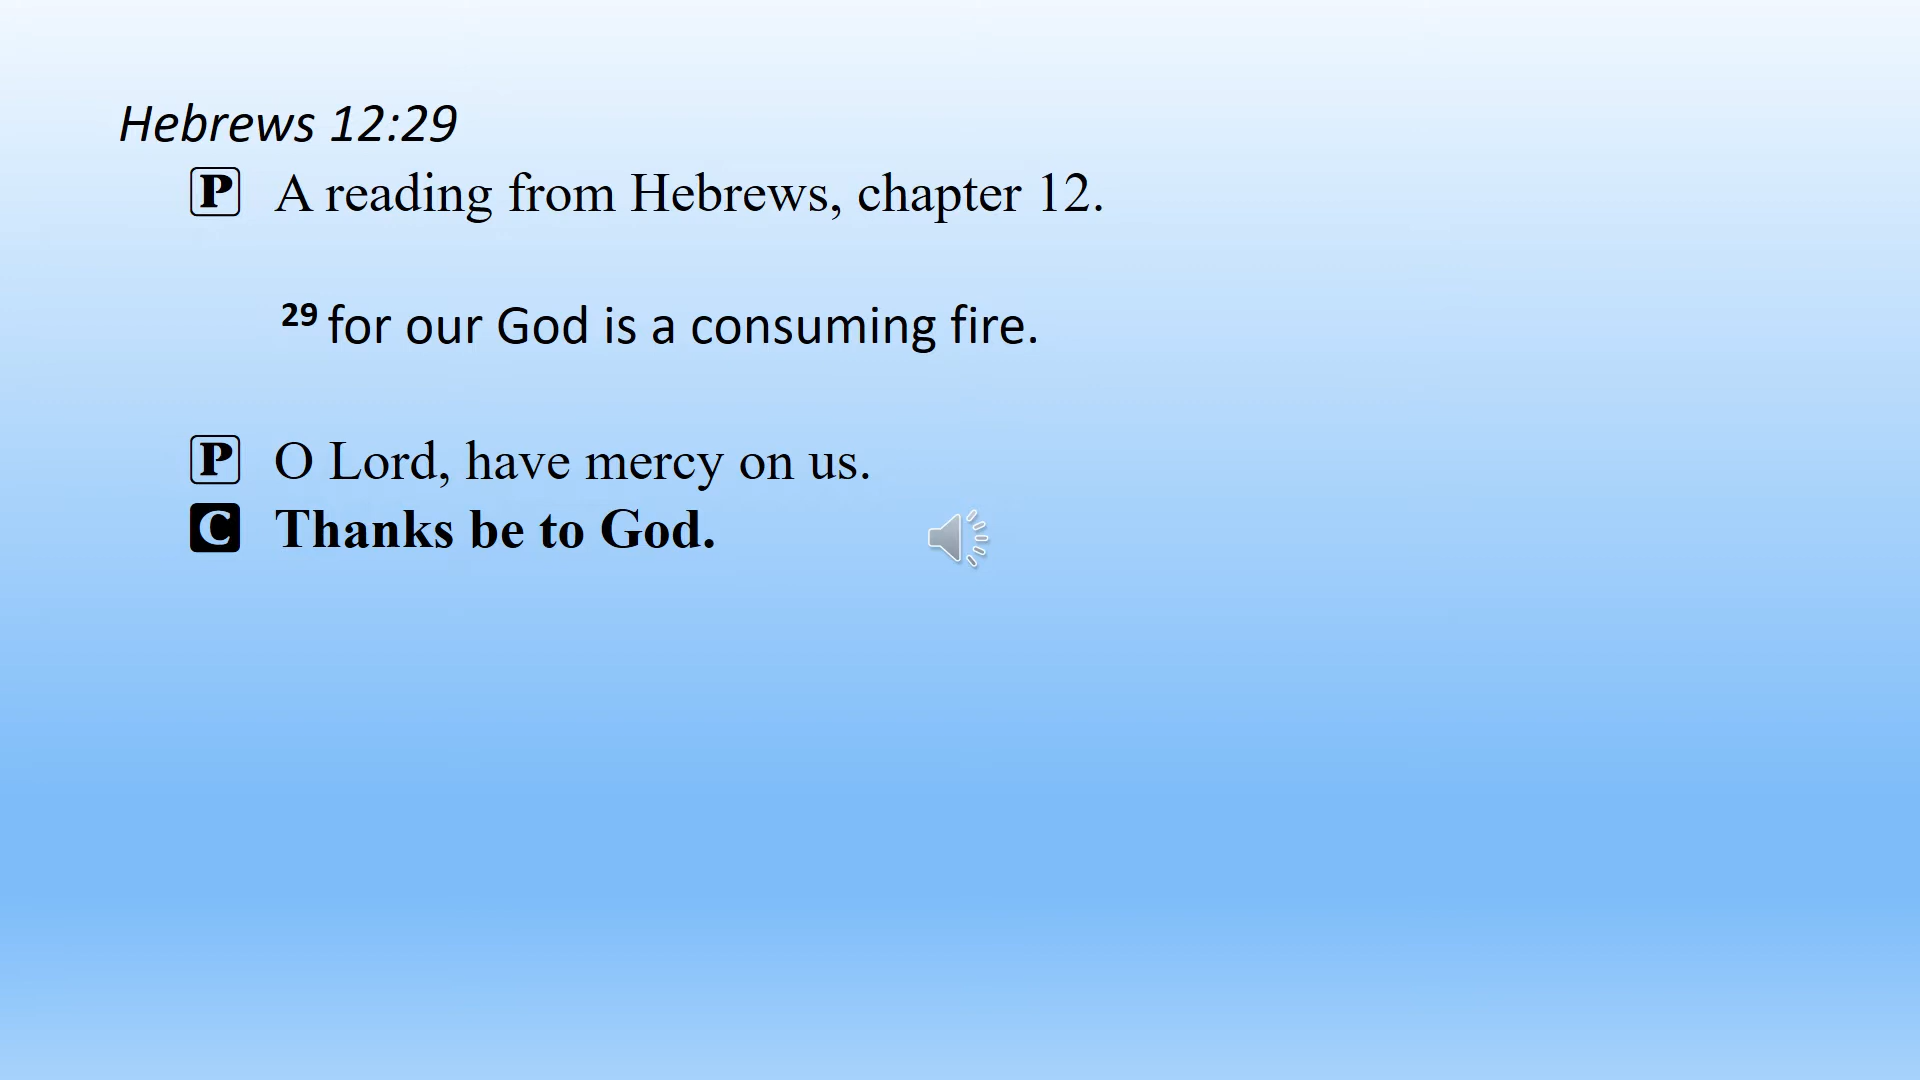 Hebrews 12:29
P A reading from Hebrews, chapter 12.
29 for our God is a consuming fire.
P O Lord, have mercy on us.
C Thanks be to God.